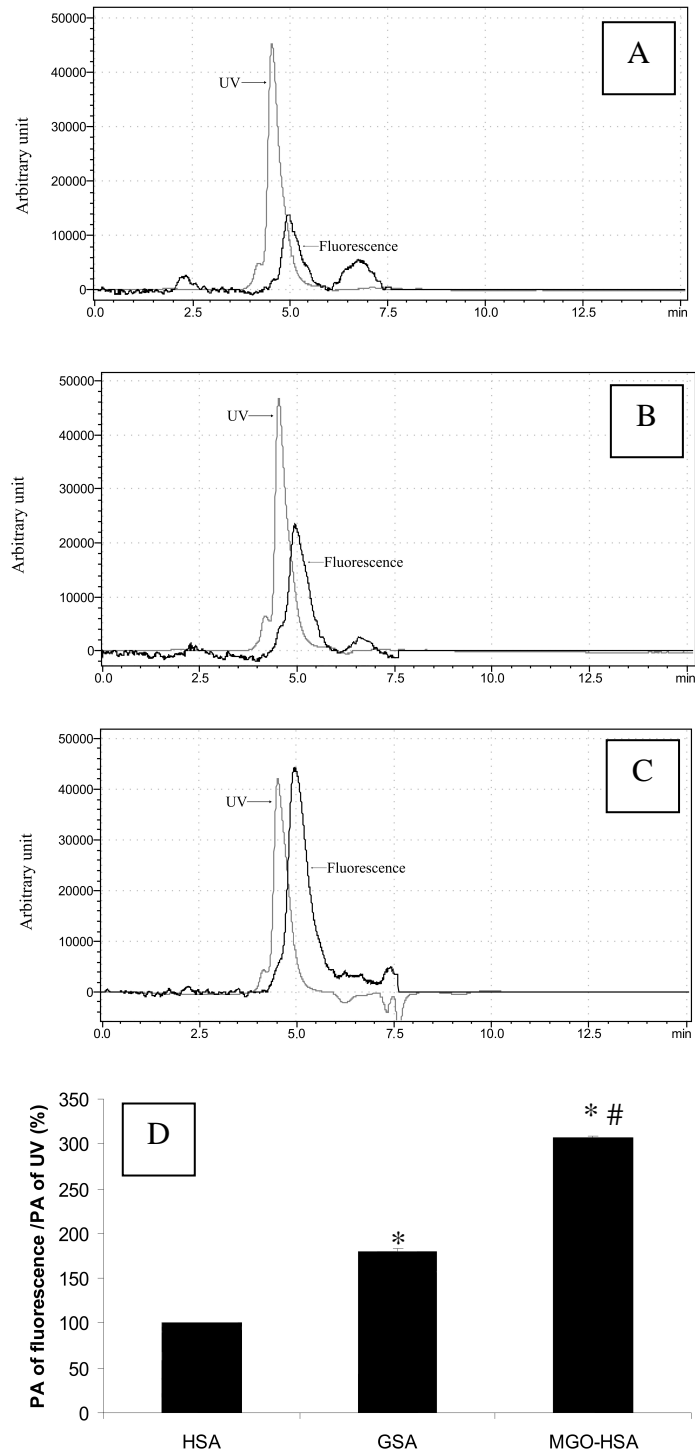 50000
40000
30000
20000
10000
0
Arbitrary unit
UV
Fluorescence
A
0.0 2.5 5.0 7.5 10.0 12.5 min
50000
40000
30000
20000
10000
0
Arbitrary unit
UV
Fluorescence
B
0.0 2.5 5.0 7.5 10.0 12.5 min
50000
40000
30000
20000
10000
0
Arbitrary unit
UV
Fluorescence
C
0.0 2.5 5.0 7.5 10.0 12.5 min
PA of fluorescence /PA of UV (%)
350
300
250
200
150
100
50
0
D
*
* #
HSA GSA MGO-HSA